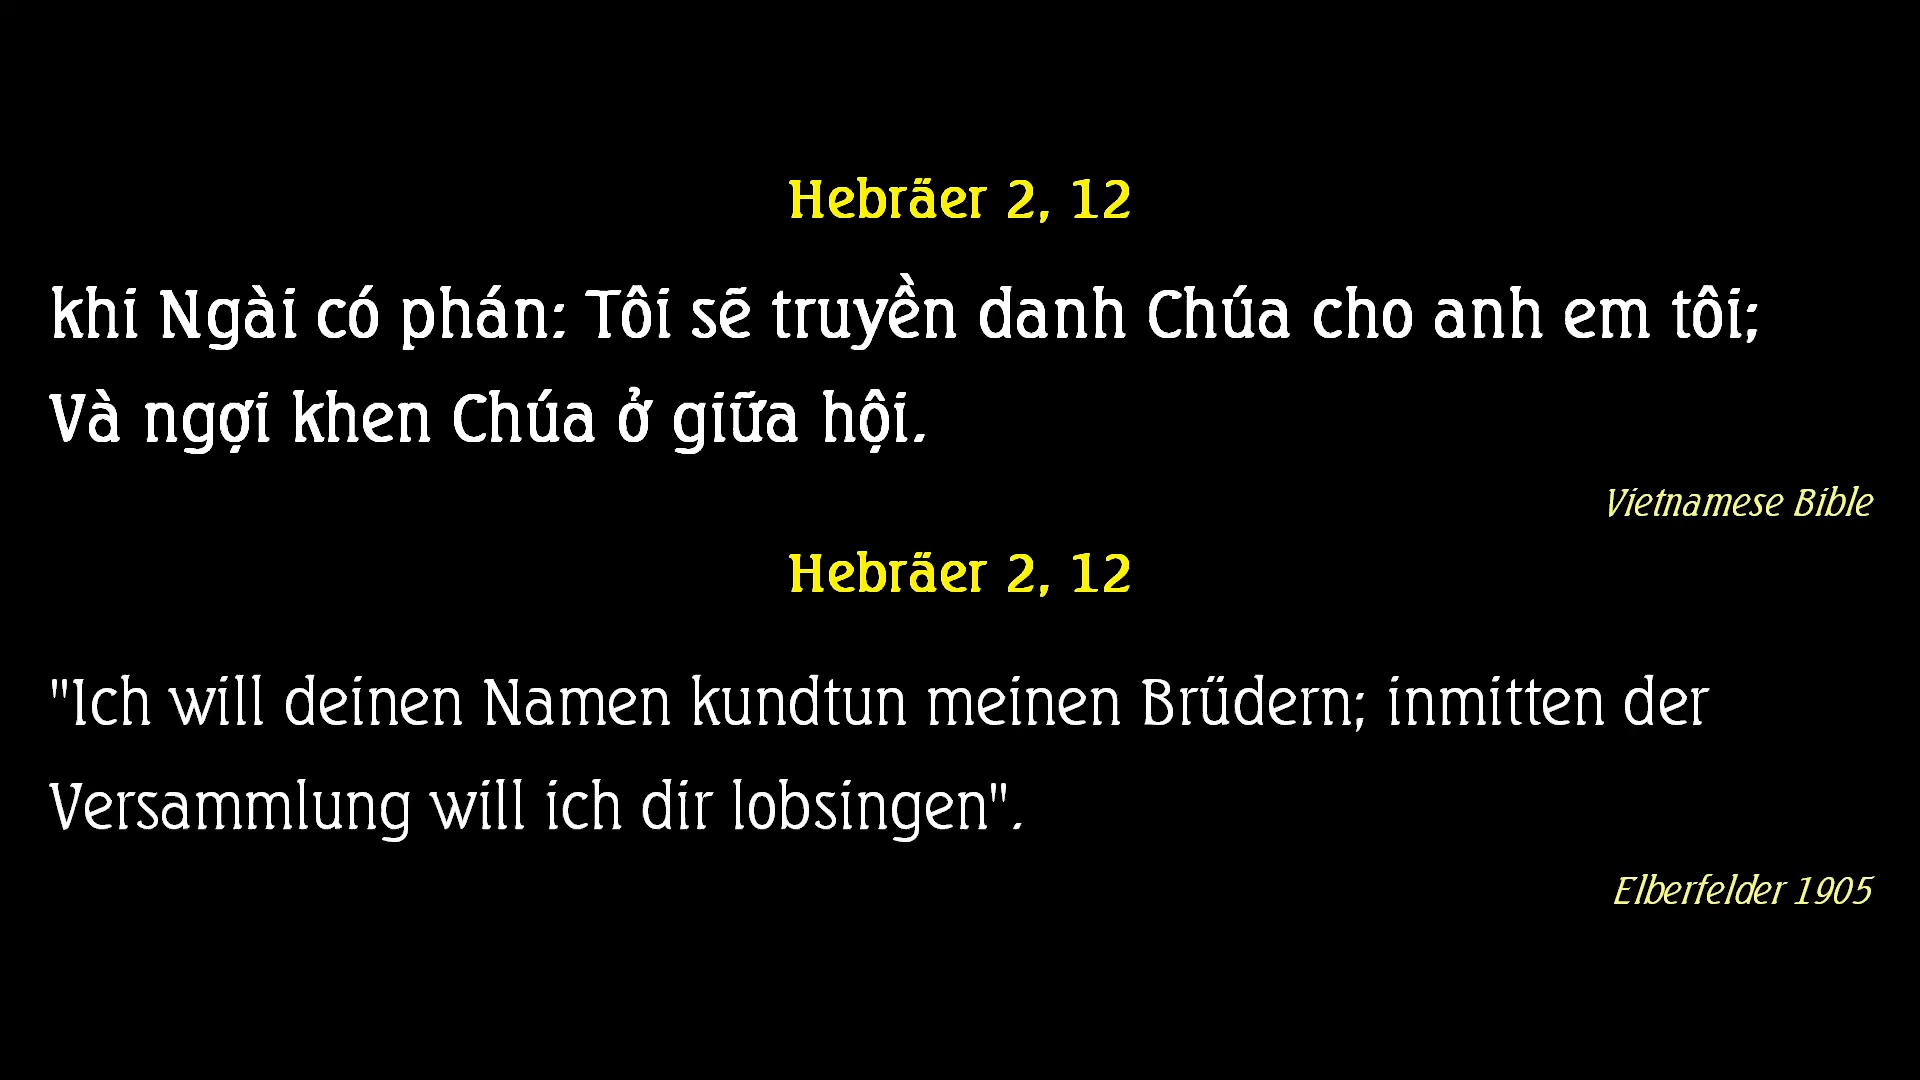 Hebräer 2, 12
khi Ngài có phán: Tôi sẽ truyền danh Chúa cho anh em tôi;
Và ngợi khen Chúa ở giữa hội.
Vietnamese Bible
Hebräer 2, 12
"Ich will deinen Namen kundtun meinen Brüdern; inmitten der
Versammlung will ich dir lobsingen".
Elberfelder 1905